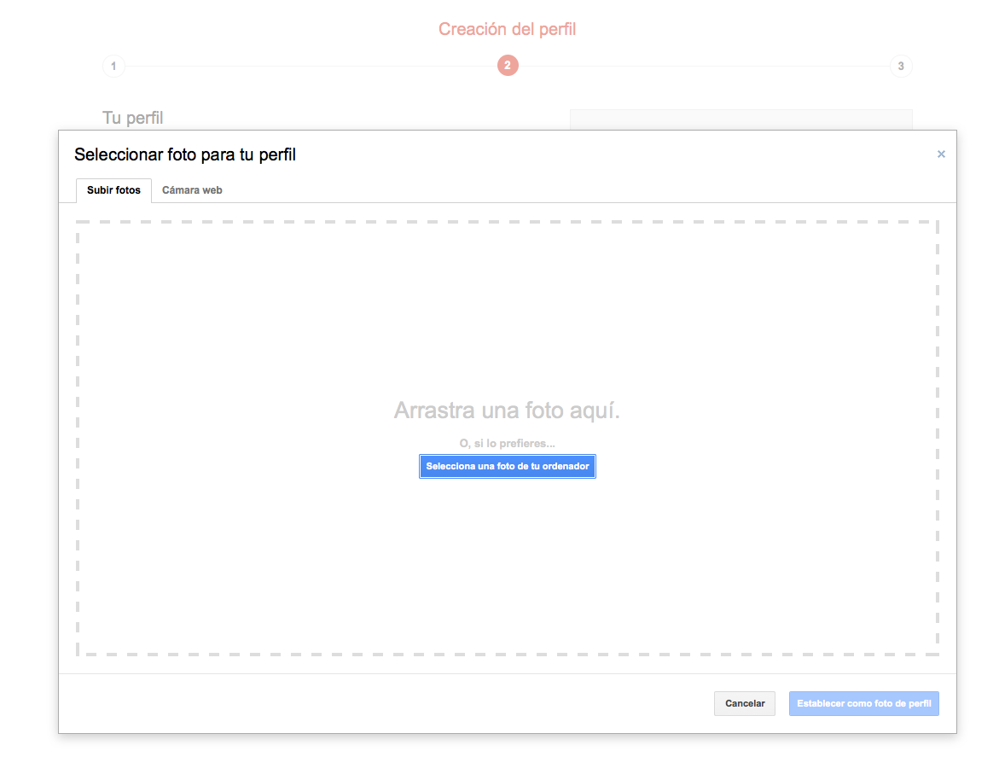 Creación del perfil
1 2 3
Tu perfil
Seleccionar foto para tu perfil
×
Subir fotos Cámara web
Arrastra una foto aquí.
O, si lo prefieres...
Selecciona una foto de tu ordenador
Cancelar Establecer como foto de perfil